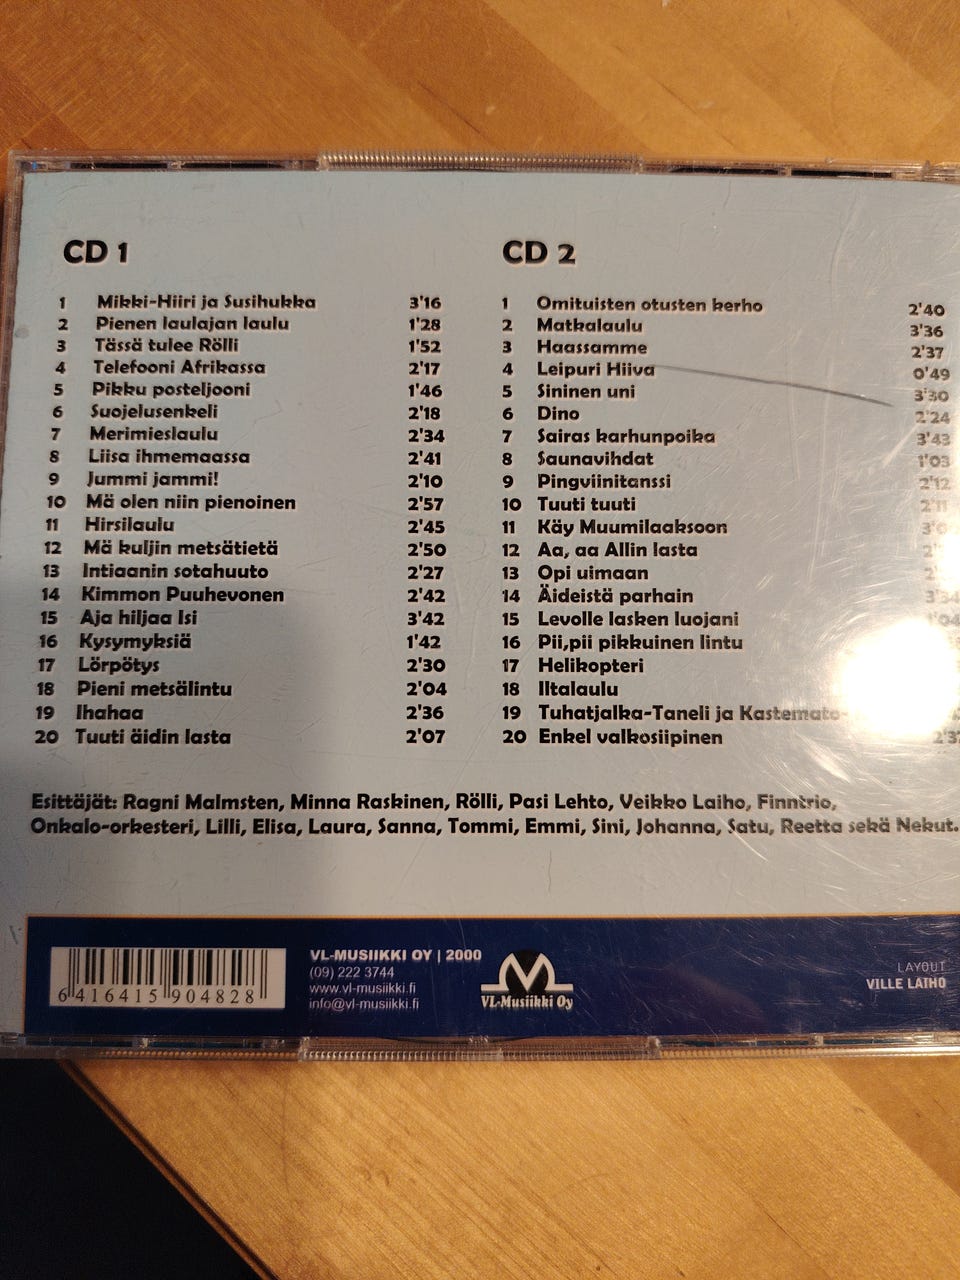 CD 1
1 Mikki-Hiiri ja Susihukka 3'16
2 Pienen laulajan laulu 1'28
3 Tässä tulee Rölli 1'52
4 Telefooni Afrikassa 2'17
5 Pikku posteljooni 1'46
6 Suojelusenkeli 2'18
7 Merimieslaulu 2'34
8 Liisa ihmemaassa 2'41
9 Jummi jammi! 2'10
10 Mä olen niin pienoinen 2'57
11 Hirsilaulu 2'45
12 Mä kuljin metsätietä 2'50
13 Intiaanin sotahuuto 2'27
14 Kimmon Puuhevonen 2'42
15 Aja hiljaa Isi 3'42
16 Kysymyksiä 1'42
17 Lörpötys 2'30
18 Pieni metsälintu 2'04
19 Ihahaa 2'36
20 Tuuti äidin lasta 2'07
CD 2
1 Omituisten otusten kerho 2'40
2 Matkalaulu 3'36
3 Haassamme 2'37
4 Leipuri Hiiva 0'49
5 Sininen uni 3'30
6 Dino 2'24
7 Sairas karhunpoika 3'43
8 Saunavihdat 1'03
9 Pingviinitanssi 2'12
10 Tuuti tuuti 2'11
11 Käy Muumilaaksoon
12 Aa, aa Allin lasta
13 Opi uimaan
14 Äideistä parhain 3'34
15 Levolle lasken luojani 1'04
16 Pii,pii pikkuinen lintu
17 Helikopteri
18 Iltalaulu
19 Tuhatjalka-Taneli ja Kastemato-
20 Enkel valkosiipinen 2'37
Esittäjät: Ragni Malmsten, Minna Raskinen, Rölli, Pasi Lehto, Veikko Laiho, Finntrio,
Onkalo-orkesteri, Lilli, Elisa, Laura, Sanna, Tommi, Emmi, Sini, Johanna, Satu, Reetta sekä Nekut.
6 416415 904828
VL-MUSIIKKI OY | 2000
(09) 222 3744
www.vl-musiikki.fi
info@vl-musiikki.fi
VL-Musiikki Oy
LAYOUT
VILLE LAIHO